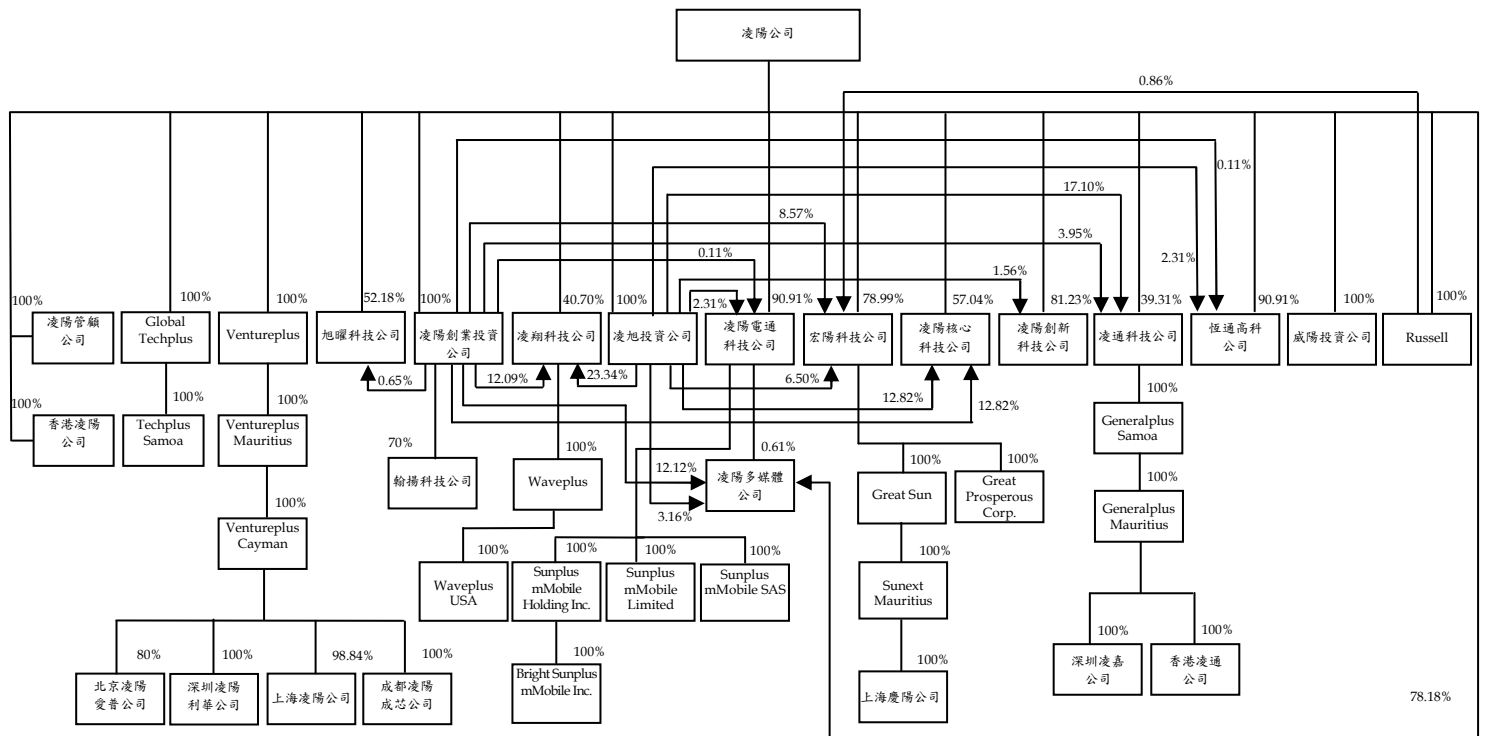 凌陽公司
0.86%
0.11%
17.10%
8.57%
3.95%
0.11%
2.31%
1.56%
100%
100%
100%
52.18%
100%
40.70%
100%
2.31%
90.91%
78.99%
57.04%
81.23%
39.31%
90.91%
100%
100%
凌陽管顧
公司
Global
Techplus
Ventureplus
旭曜科技公司
凌陽創業投資
公司
凌翔科技公司
凌旭投資公司
凌陽電通
科技公司
宏陽科技公司
凌陽核心
科技公司
凌陽創新
科技公司
凌通科技公司
恆通高科
公司
威陽投資公司
Russell
0.65%
12.09%
23.34%
6.50%
12.82%
12.82%
100%
100%
100%
100%
香港凌陽
公司
Techplus
Samoa
Ventureplus
Mauritius
Generalplus
Samoa
70%
100%
0.61%
100%
100%
100%
翰揚科技公司
Waveplus
12.12%
凌陽多媒體
公司
Great Sun
Great
Prosperous
Corp.
Generalplus
Mauritius
100%
3.16%
Ventureplus
Cayman
100%
100%
100%
100%
100%
Waveplus
USA
Sunplus
mMobile
Holding Inc.
Sunplus
mMobile
Limited
Sunplus
mMobile SAS
Sunext
Mauritius
80%
100%
98.84%
100%
100%
100%
100%
100%
北京凌陽
愛普公司
深圳凌陽
利華公司
上海凌陽公司
成都凌陽
成芯公司
Bright Sunplus
mMobile Inc.
上海慶陽公司
深圳凌嘉
公司
香港凌通
公司
78.18%